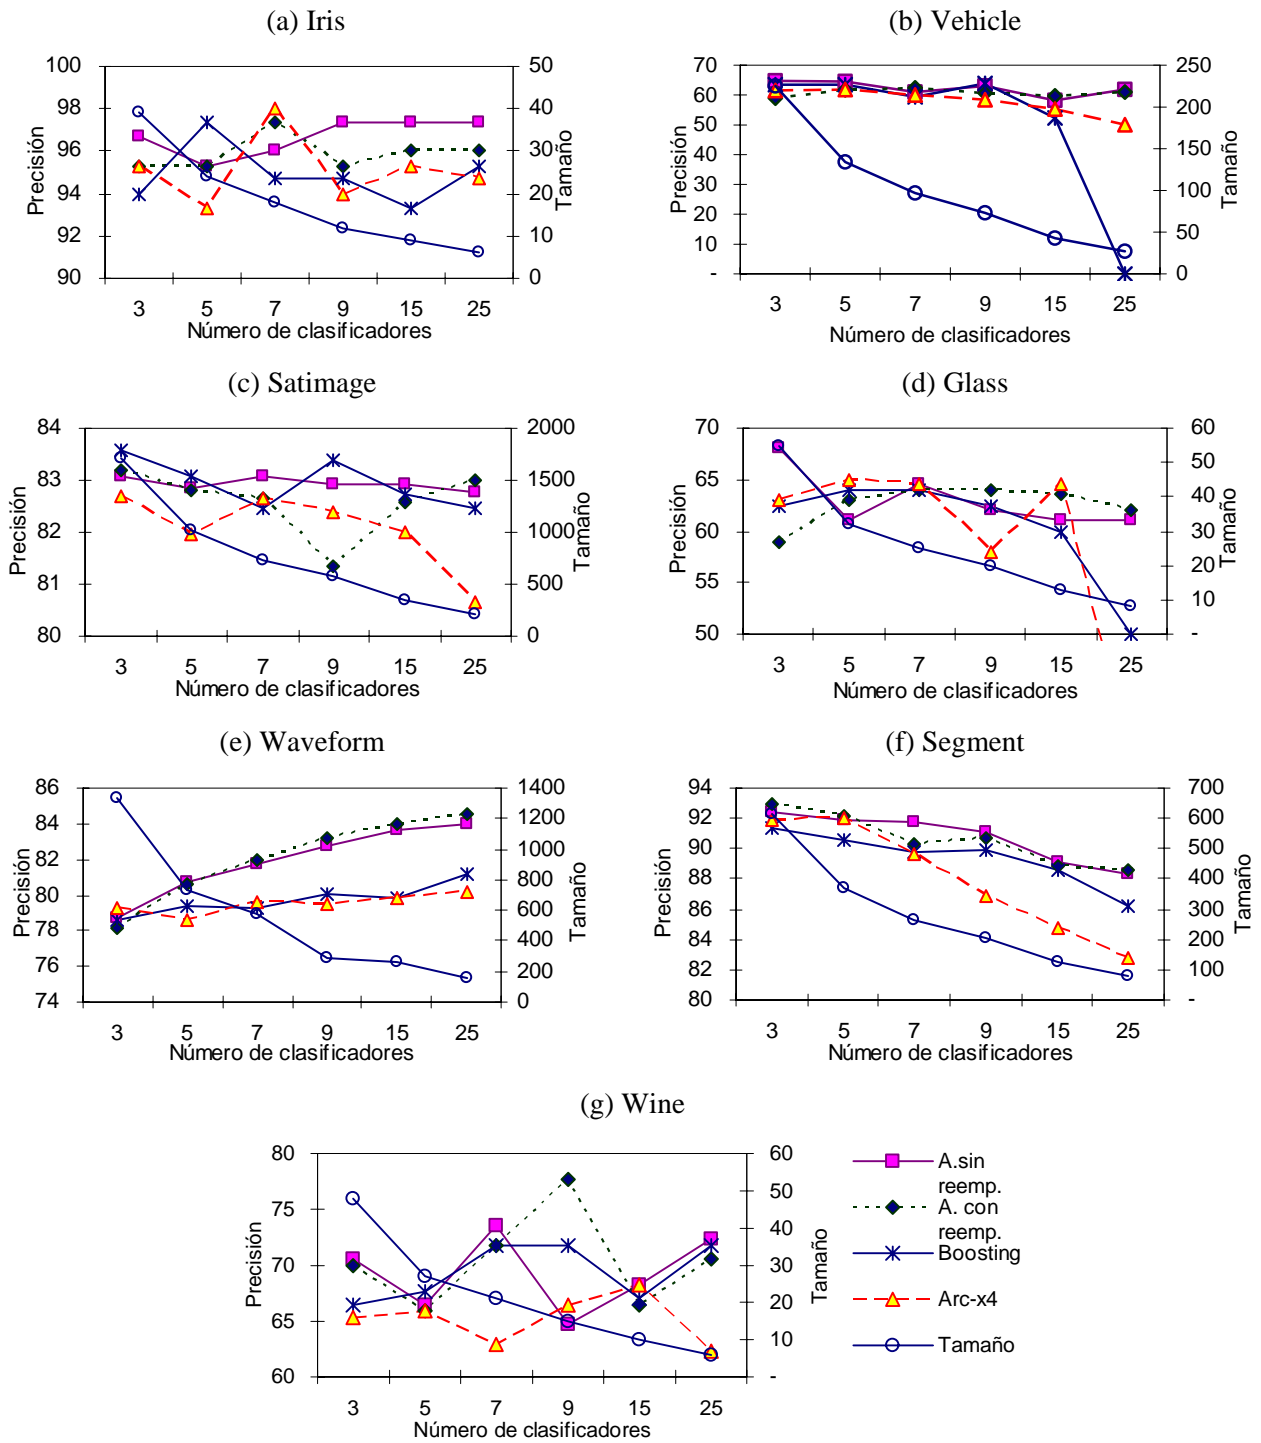 (a) Iris
(b) Vehicle
100
98
96
94
92
90
Precisión
50
40
30
20
10
0
Tamaño
3 5 7 9 15 25
Número de clasificadores
70
60
50
40
30
20
10
-
Precisión
250
200
150
100
50
0
Tamaño
3 5 7 9 15 25
Número de clasificadores
(c) Satimage
(d) Glass
84
83
82
81
80
Precisión
2000
1500
1000
500
0
Tamaño
3 5 7 9 15 25
Número de clasificadores
70
65
60
55
50
Precisión
60
50
40
30
20
10
-
Tamaño
3 5 7 9 15 25
Número de clasificadores
(e) Waveform
(f) Segment
86
84
82
80
78
76
74
Precisión
1400
1200
1000
800
600
400
200
0
Tamaño
3 5 7 9 15 25
Número de clasificadores
94
92
90
88
86
84
82
80
Precisión
700
600
500
400
300
200
100
-
Tamaño
3 5 7 9 15 25
Número de clasificadores
(g) Wine
80
75
70
65
60
Precisión
60
50
40
30
20
10
-
Tamaño
3 5 7 9 15 25
Número de clasificadores
A.sin
reemp.
A. con
reemp.
Boosting
Arc-x4
Tamaño